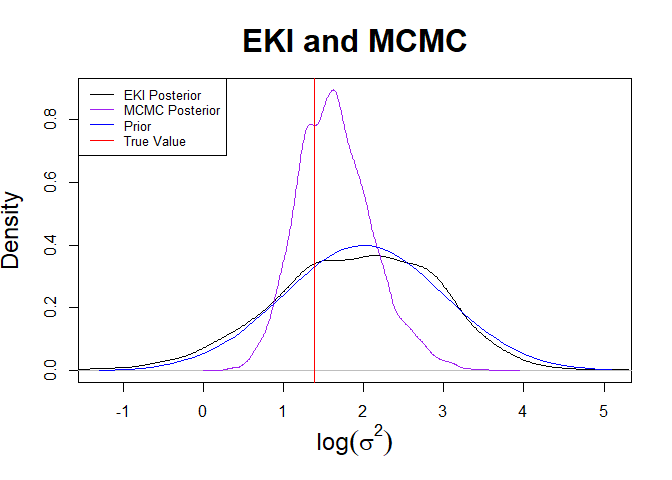 EKI and MCMC
EKI Posterior
MCMC Posterior
Prior
True Value
Density
0.0 0.2 0.4 0.6 0.8
-1 0 1 2 3 4 5
log(σ²)